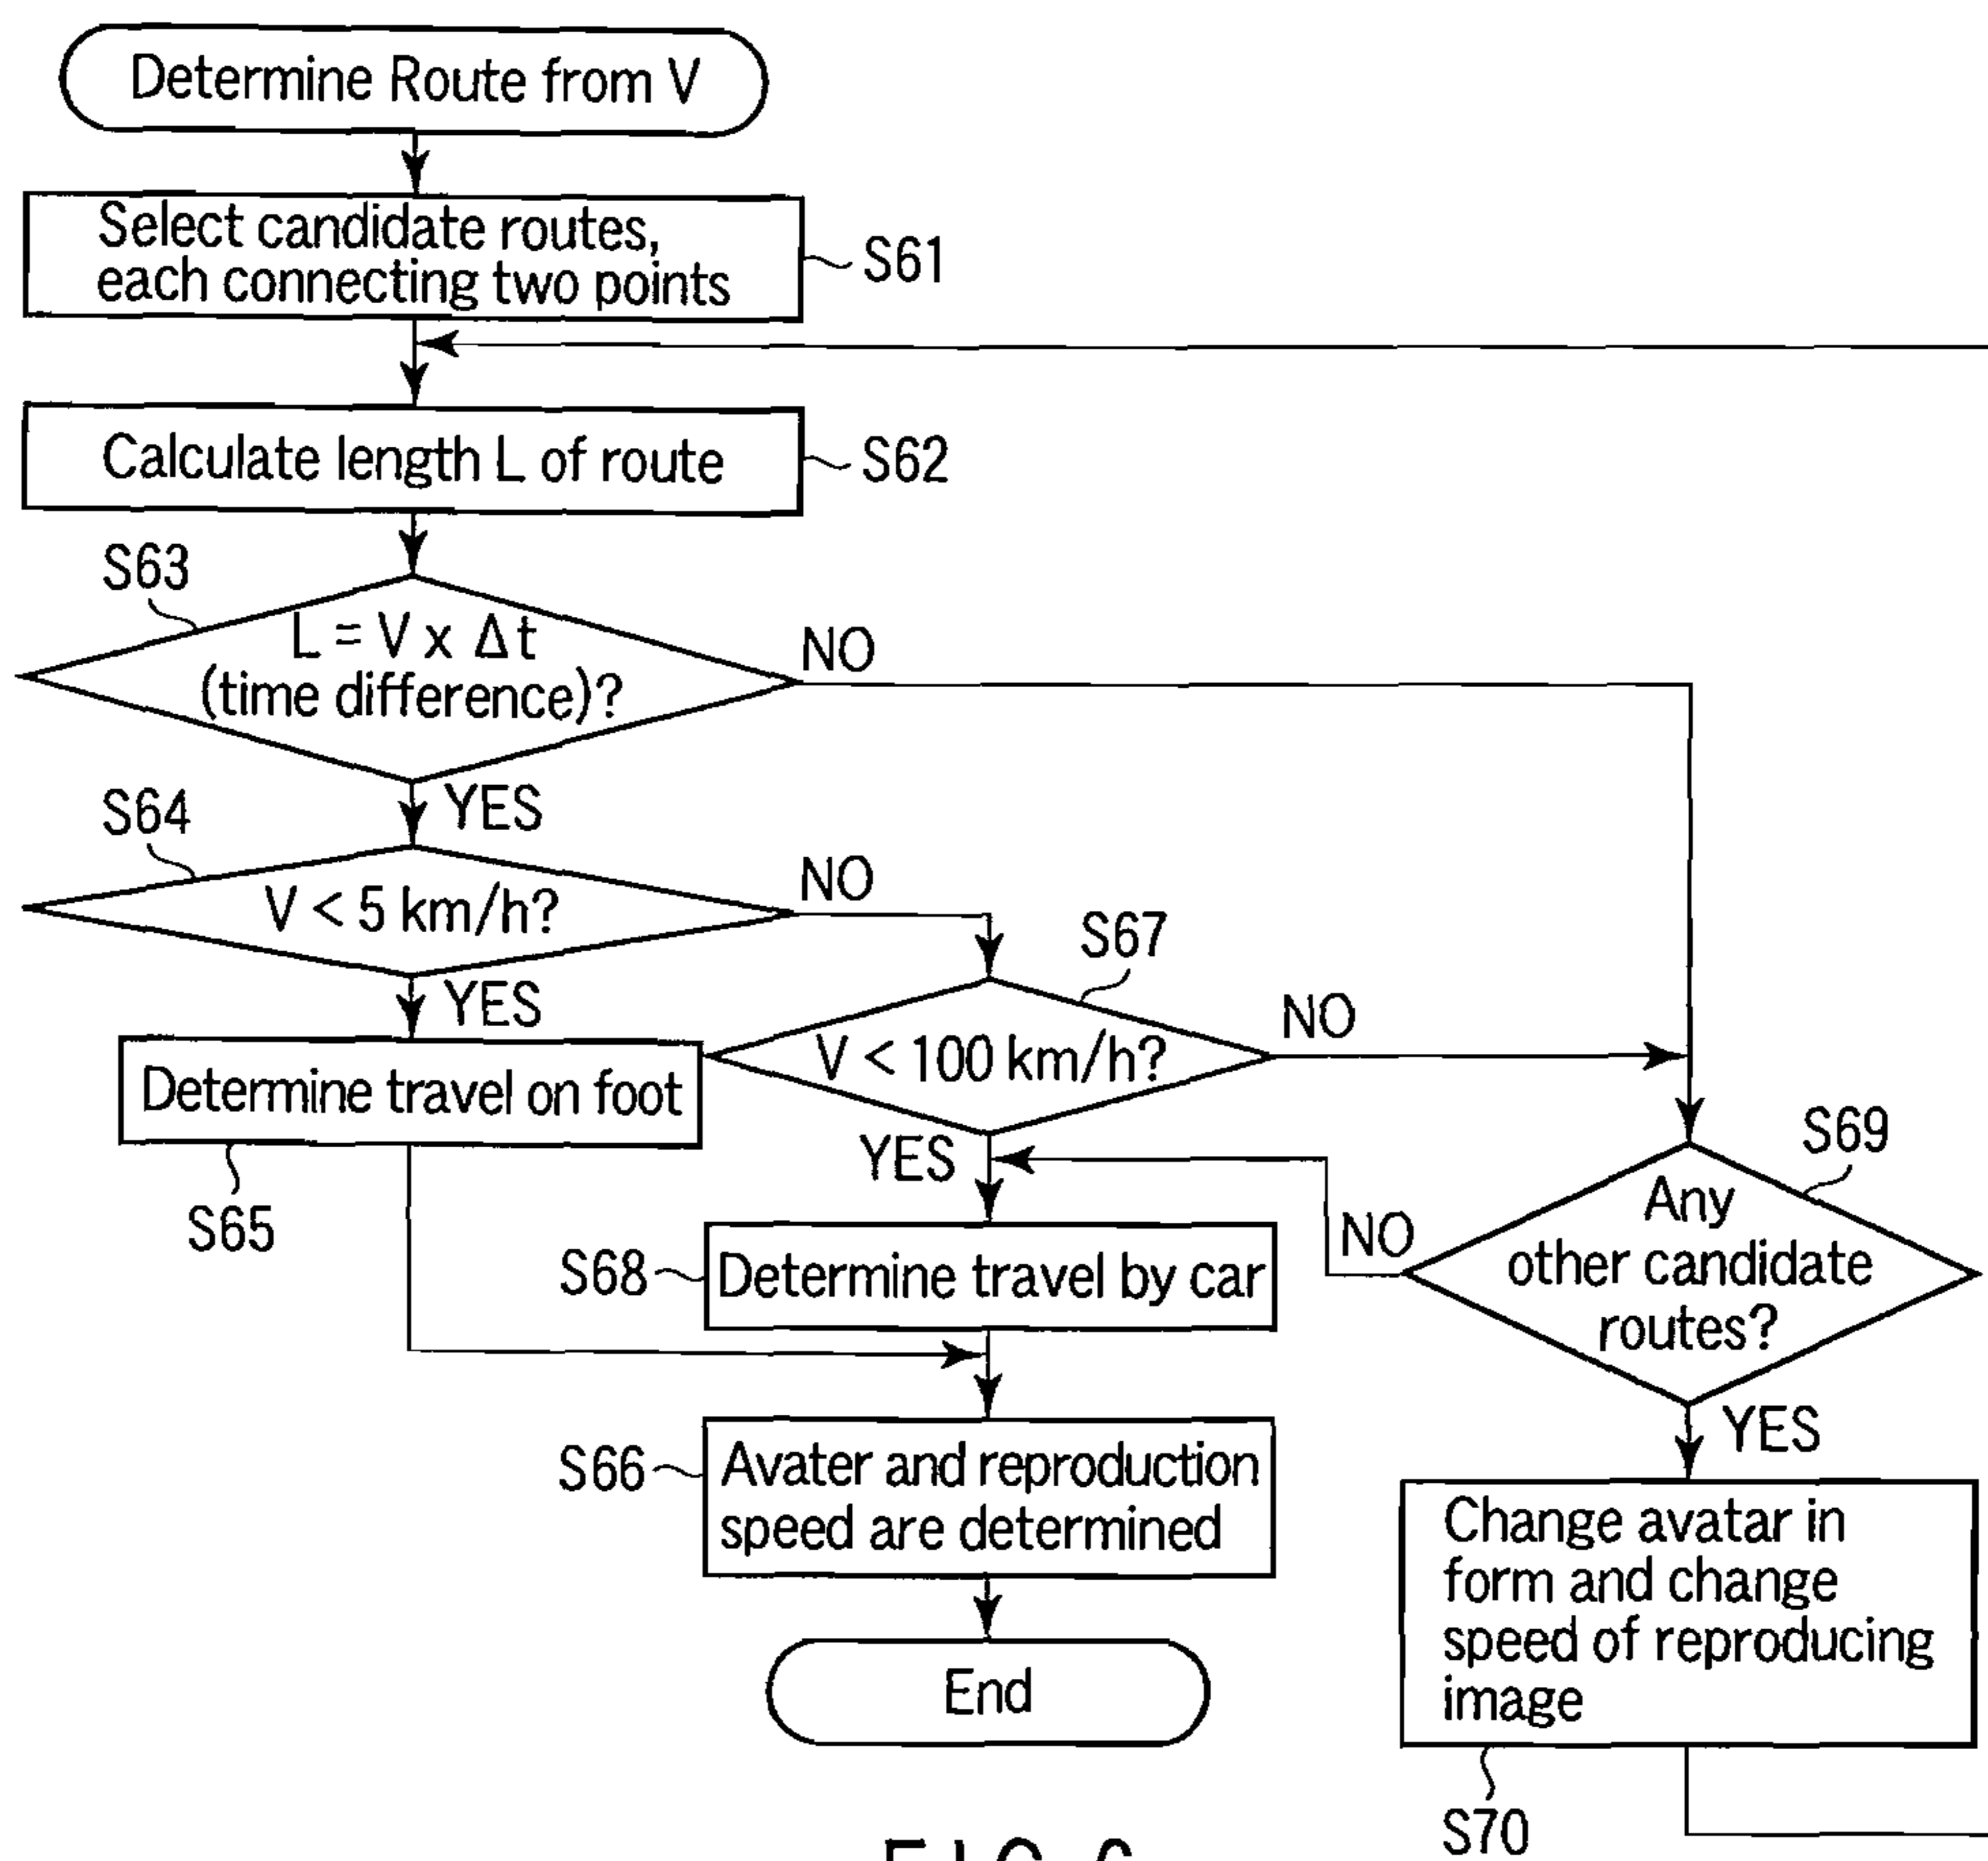 Determine Route from V
Select candidate routes,
each connecting two points
S61
Calculate length L of route
S62
S63
L = V x Δt
(time difference)?
NO
YES
S64
V < 5 km/h?
NO
YES
S67
V < 100 km/h?
NO
YES
Determine travel on foot
S65
S68
Determine travel by car
S69
Any
other candidate
routes?
NO
YES
S66
Avater and reproduction
speed are determined
Change avatar in
form and change
speed of reproducing
image
S70
End